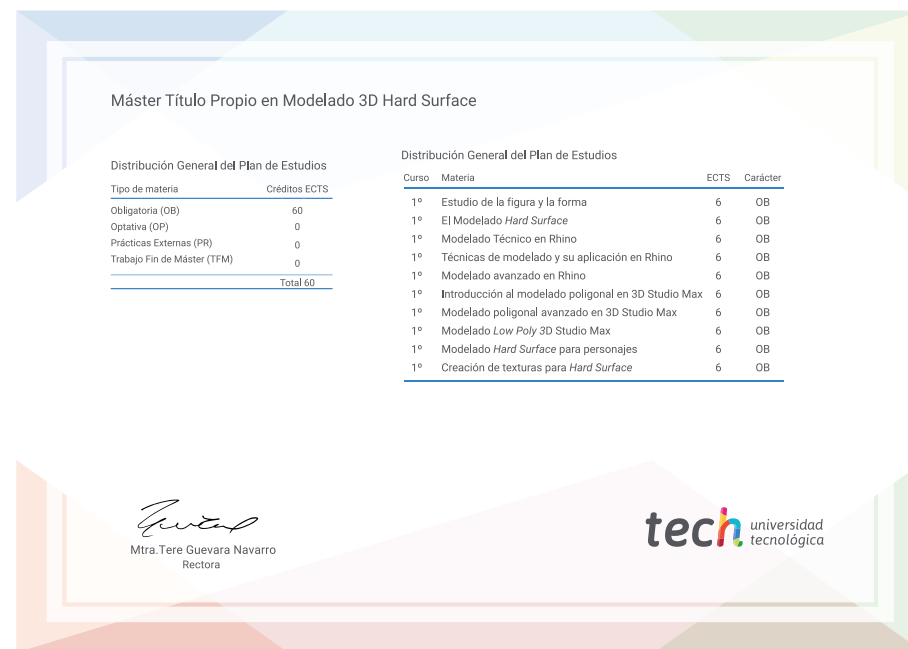 Máster Título Propio en Modelado 3D Hard Surface
Distribución General del Plan de Estudios
Tipo de materia Créditos ECTS
Obligatoria (OB) 60
Optativa (OP) 0
Prácticas Externas (PR) 0
Trabajo Fin de Máster (TFM) 0
Total 60
Distribución General del Plan de Estudios
Curso Materia ECTS Carácter
1º Estudio de la figura y la forma 6 OB
1º El Modelado Hard Surface 6 OB
1º Modelado Técnico en Rhino 6 OB
1º Técnicas de modelado y su aplicación en Rhino 6 OB
1º Modelado avanzado en Rhino 6 OB
1º Introducción al modelado poligonal en 3D Studio Max 6 OB
1º Modelado poligonal avanzado en 3D Studio Max 6 OB
1º Modelado Low Poly 3D Studio Max 6 OB
1º Modelado Hard Surface para personajes 6 OB
1º Creación de texturas para Hard Surface 6 OB
Mtra.Tere Guevara Navarro
Rectora
tech universidad
tecnológica